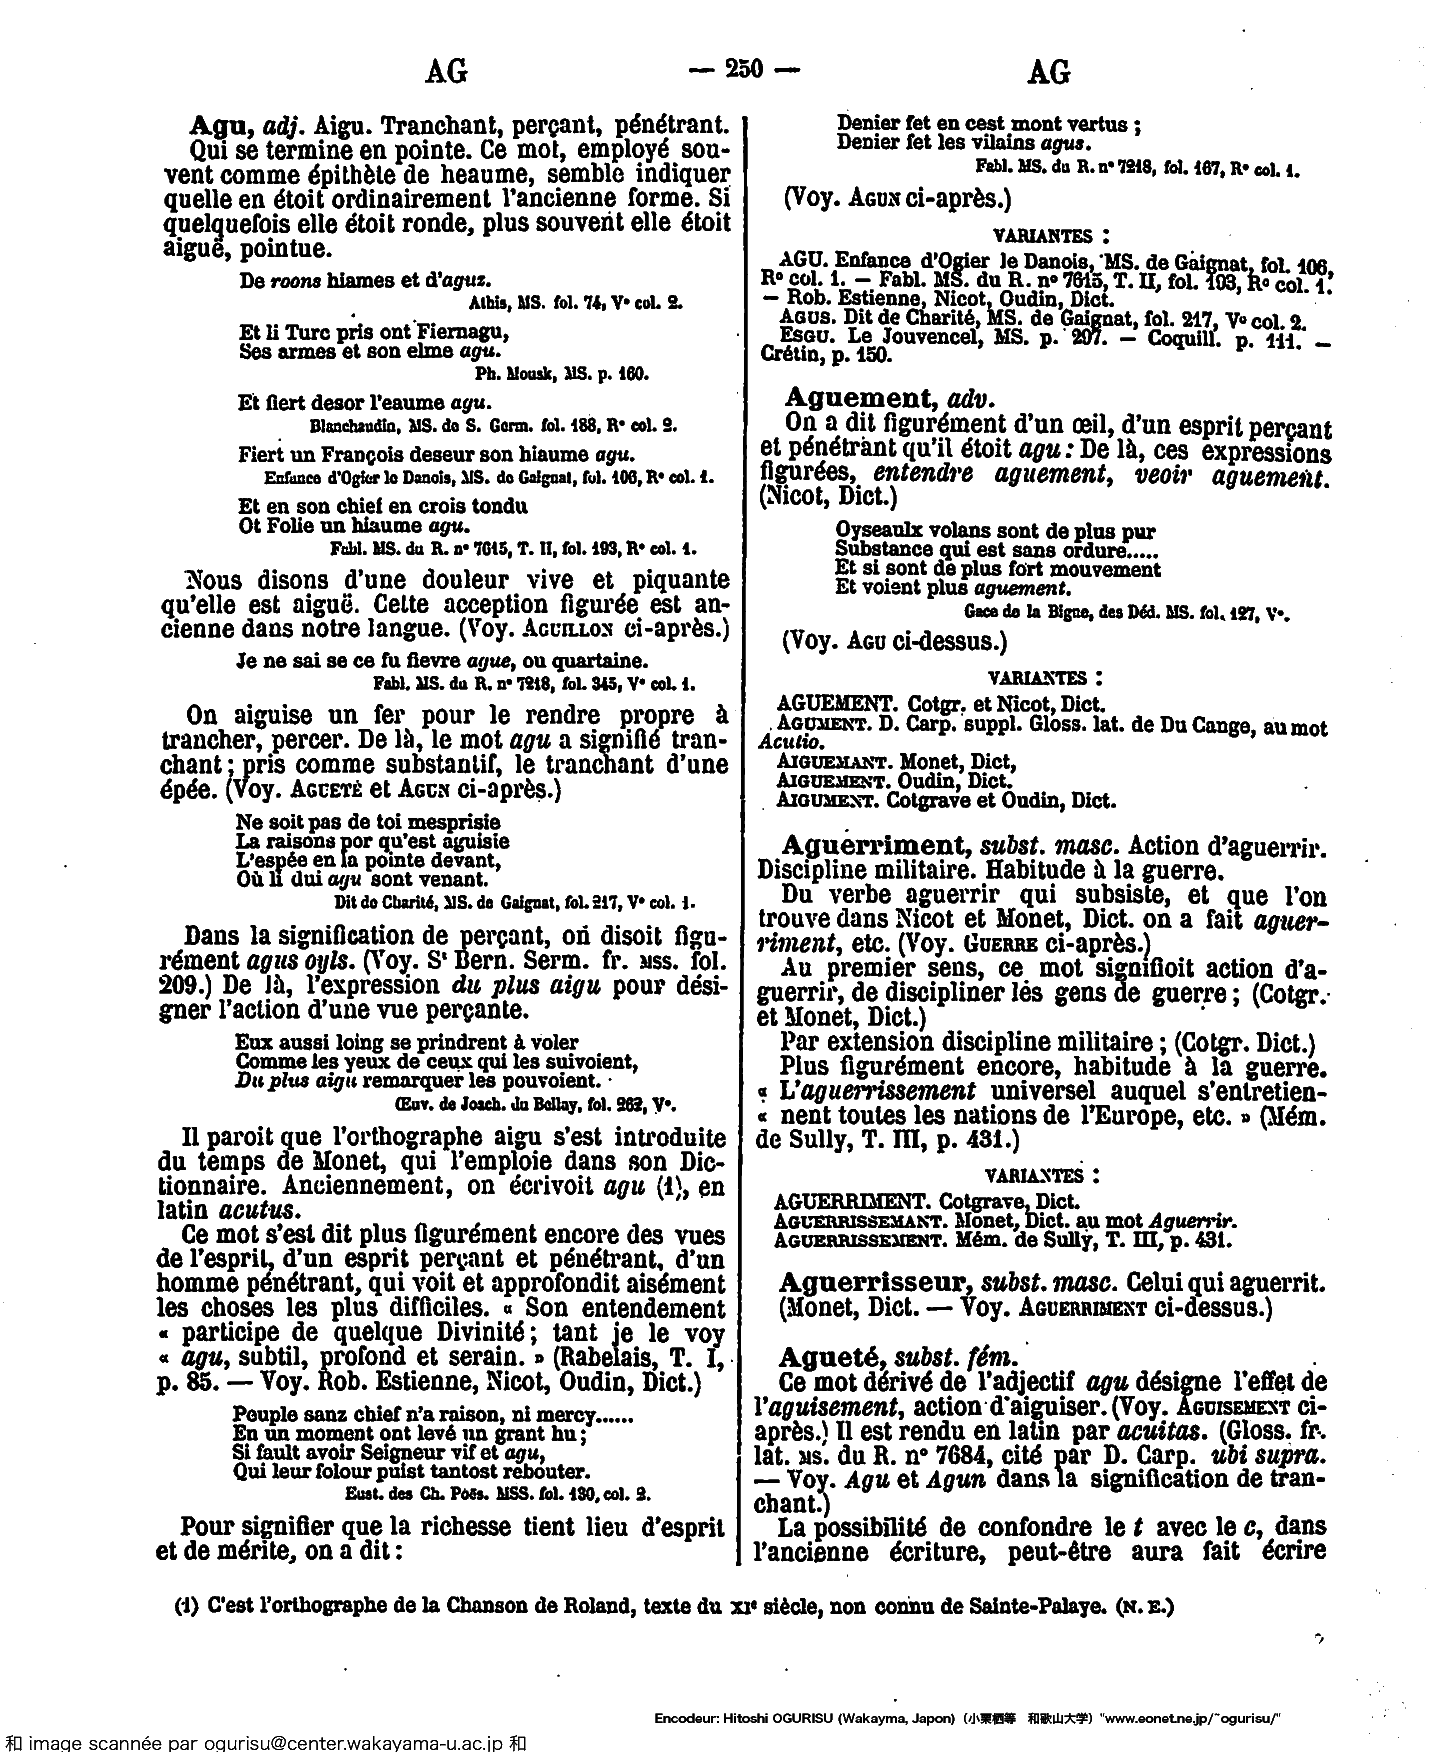 AG — 250 — AG
Agu, adj. Aigu. Tranchant, perçant, pénétrant.
Qui se termine en pointe. Ce mot, employé sou-
vent comme épithète de heaume, semble indiquer
quelle en étoit ordinairement l'ancienne forme. Si
quelquefois elle étoit ronde, plus souvent elle étoit
aiguë, pointue.
De roons hiames et d'aguz.
Athis, MS. fol. 74, V° col. 2.
Et li Turc pris ont Fiernagu,
Ses armes et son elme agu.
Ph. Mousk, MS. p. 160.
Et fiert desor l'eaume agu.
Blanchandin, MS. de S. Germ. fol. 188, R° col. 2.
Fiert un François deseur son hiaume agu.
Enfance d'Ogier le Danois, MS. de Gaignat, fol. 106, R° col. 1.
Et en son chief en crois tondu
Ot Folie un hiaume agu.
Fabl. MS. du R. n° 7615, T. II, fol. 193, R° col. 1.
Nous disons d'une douleur vive et piquante
qu'elle est aiguë. Cette acception figurée est an-
cienne dans notre langue. (Voy. AGUILLON ci-après.)
Je ne sai se ce fu fievre ague, ou quartaine.
Fabl. MS. du R. n° 7218, fol. 345, V° col. 1.
On aiguise un fer pour le rendre propre à
trancher, percer. De là, le mot agu a signifié tran-
chant; pris comme substantif, le tranchant d'une
épée. (Voy. AGUETÉ et AGUN ci-après.)
Ne soit pas de toi mesprisie
La raisons por qu'est aguisie
L'espée en la pointe devant,
Où li dui agu sont venant.
Dit de Charité, MS. de Gaignat, fol. 217, V° col. 1.
Dans la signification de perçant, on disoit figu-
rément agus oyls. (Voy. St Bern. Serm. fr. MSS. fol.
209.) De là, l'expression du plus aigu pour dési-
gner l'action d'une vue perçante.
Eux aussi loing se prindrent à voler
Comme les yeux de ceux qui les suivoient,
Du plus aigu remarquer les pouvoient.
Œuv. de Joach. du Bellay, fol. 262, V°.
Il paroit que l'orthographe aigu s'est introduite
du temps de Monet, qui l'emploie dans son Dic-
tionnaire. Anciennement, on écrivoit agu (1), en
latin acutus.
Ce mot s'est dit plus figurément encore des vues
de l'esprit, d'un esprit perçant et pénétrant, d'un
homme pénétrant, qui voit et approfondit aisément
les choses les plus difficiles. « Son entendement
« participe de quelque Divinité; tant je le voy
« agu, subtil, profond et serain. » (Rabelais, T. I,
p. 85. — Voy. Rob. Estienne, Nicot, Oudin, Dict.)
Peuple sanz chief n'a raison, ni mercy......
En un moment ont levé un grant hu;
Si fault avoir Seigneur vif et agu,
Qui leur folour puist tantost rebouter.
Eust. des Ch. Poës. MSS. fol. 130, col. 2.
Pour signifier que la richesse tient lieu d'esprit
et de mérite, on a dit :
Denier fet en cest mont vertus;
Denier fet les vilains agus.
Fabl. MS. du R. n° 7218, fol. 167, R° col. 1.
(Voy. AGUN ci-après.)
VARIANTES :
AGU. Enfance d'Ogier le Danois, MS. de Gaignat, fol. 106,
R° col. 1. — Fabl. MS. du R. n° 7615, T. II, fol. 193, R° col. 1.
— Rob. Estienne, Nicot, Oudin, Dict.
AGUS. Dit de Charité, MS. de Gaignat, fol. 217, V° col. 2.
ESGU. Le Jouvencel, MS. p. 297. — Coquill. p. 111. —
Crétin, p. 150.
Aguement, adv.
On a dit figurément d'un œil, d'un esprit perçant
et pénétrant qu'il étoit agu : De là, ces expressions
figurées, entendre aguement, veoir aguement.
(Nicot, Dict.)
Oyseaulx volans sont de plus pur
Substance qui est sans ordure.....
Et si sont de plus fort mouvement
Et voient plus aguement.
Gace de la Bigne, des Déd. MS. fol. 127, V°.
(Voy. AGU ci-dessus.)
VARIANTES :
AGUEMENT. Cotgr. et Nicot, Dict.
AGUMENT. D. Carp. suppl. Gloss. lat. de Du Cange, au mot
Acutio.
AIGUEMANT. Monet, Dict,
AIGUEMENT. Oudin, Dict.
AIGUMENT. Cotgrave et Oudin, Dict.
Aguerriment, subst. masc. Action d'aguerrir.
Discipline militaire. Habitude à la guerre.
Du verbe aguerrir qui subsiste, et que l'on
trouve dans Nicot et Monet, Dict. on a fait aguer-
riment, etc. (Voy. GUERRE ci-après.)
Au premier sens, ce mot signifioit action d'a-
guerrir, de discipliner les gens de guerre; (Cotgr.
et Monet, Dict.)
Par extension discipline militaire; (Cotgr. Dict.)
Plus figurément encore, habitude à la guerre.
« L'aguerrissement universel auquel s'entretien-
« nent toutes les nations de l'Europe, etc. » (Mém.
de Sully, T. III, p. 431.)
VARIANTES :
AGUERRIMENT. Cotgrave, Dict.
AGUERRISSEMANT. Monet, Dict. au mot Aguerrir.
AGUERRISSEMENT. Mém. de Sully, T. III, p. 431.
Aguerrisseur, subst. masc. Celui qui aguerrit.
(Monet, Dict. — Voy. AGUERRIMENT ci-dessus.)
Agueté, subst. fém.
Ce mot dérivé de l'adjectif agu désigne l'effet de
l'aguisement, action d'aiguiser. (Voy. AGUISEMENT ci-
après.) Il est rendu en latin par acuitas. (Gloss. fr.
lat. MS. du R. n° 7684, cité par D. Carp. ubi supra.
— Voy. Agu et Agun dans la signification de tran-
chant.)
La possibilité de confondre le t avec le c, dans
l'ancienne écriture, peut-être aura fait écrire
(1) C'est l'orthographe de la Chanson de Roland, texte du XIe siècle, non connu de Sainte-Palaye. (N. E.)
Encodeur: Hitoshi OGURISU (Wakayma, Japon) (小栗栖等 和歌山大学) "www.eonet.ne.jp/~ogurisu/"
和 image scannée par ogurisu@center.wakayama-u.ac.jp 和